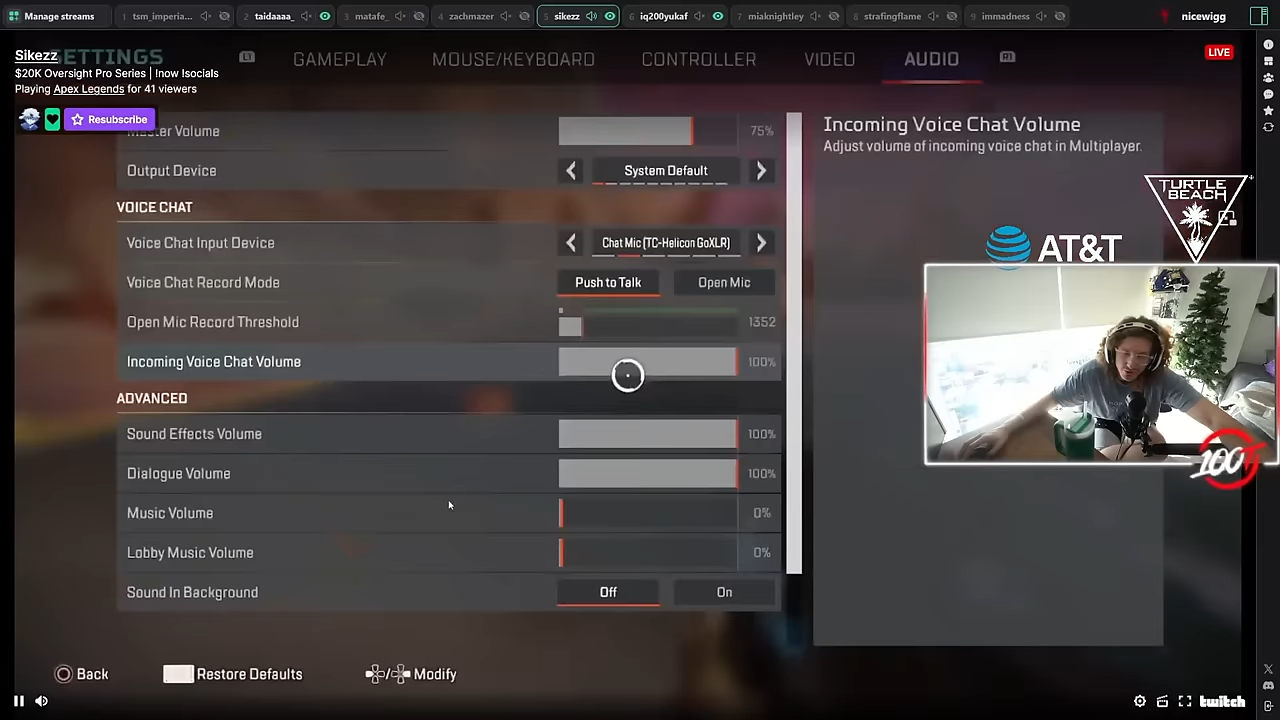 Manage streams 1 tsm_imperia... 2 taidaaaa_ 3 matafe_ 4 zachmazer 5 sikezz 6 iq200yukaf 7 miaknightley 8 strafingflame 9 immadness nicewigg
Sikezz
SETTINGS L1 GAMEPLAY MOUSE/KEYBOARD CONTROLLER VIDEO AUDIO R1
LIVE
$20K Oversight Pro Series | !now !socials
Playing Apex Legends for 41 viewers
Resubscribe
Master Volume 75%
Output Device System Default
VOICE CHAT
Voice Chat Input Device Chat Mic (TC-Helicon GoXLR)
Voice Chat Record Mode Push to Talk Open Mic
Open Mic Record Threshold 1352
Incoming Voice Chat Volume 100%
ADVANCED
Sound Effects Volume 100%
Dialogue Volume 100%
Music Volume 0%
Lobby Music Volume 0%
Sound In Background Off On
Incoming Voice Chat Volume
Adjust volume of incoming voice chat in Multiplayer.
TURTLE
BEACH
AT&T
100T
Back Restore Defaults / Modify
twitch